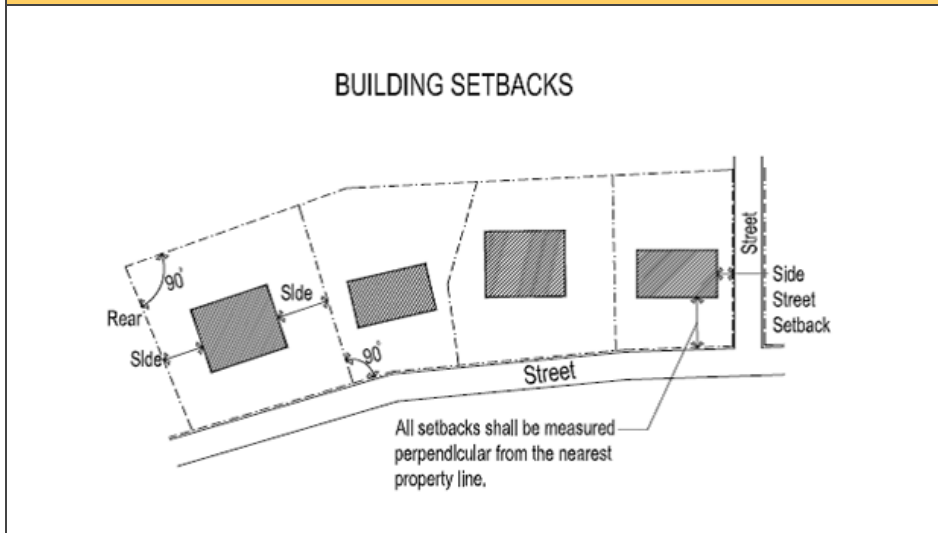 BUILDING SETBACKS
90°
Rear
Side
Side
90°
Street
Street
Side
Street
Setback
All setbacks shall be measured
perpendicular from the nearest
property line.